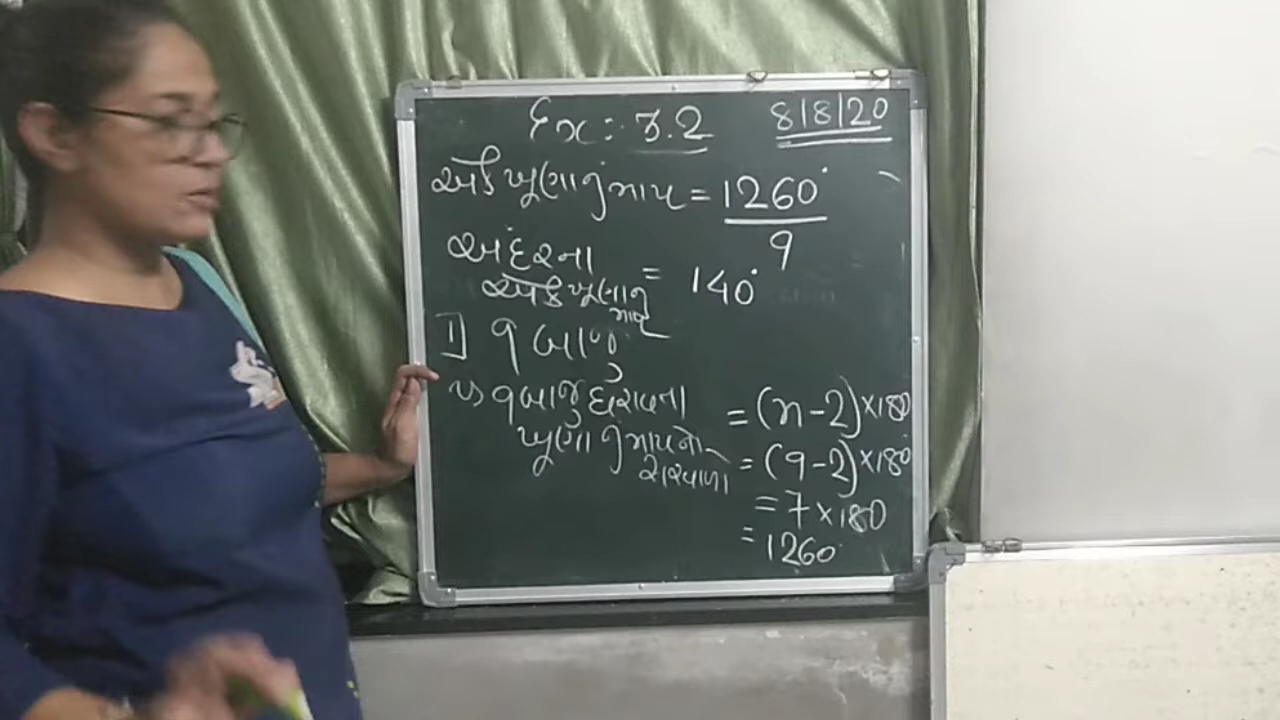 Ex: 3.2 8/8/20
એક ખૂણાનું માપ = 1260°
9
અંદરના
એક ખૂણાનું માપ = 140°
1] 9 બાજુ
→ 9 બાજુ ધરાવના = (n-2)×180
ખૂણાનું માપનો સરવાળો = (9-2)×180°
= 7×180
= 1260°